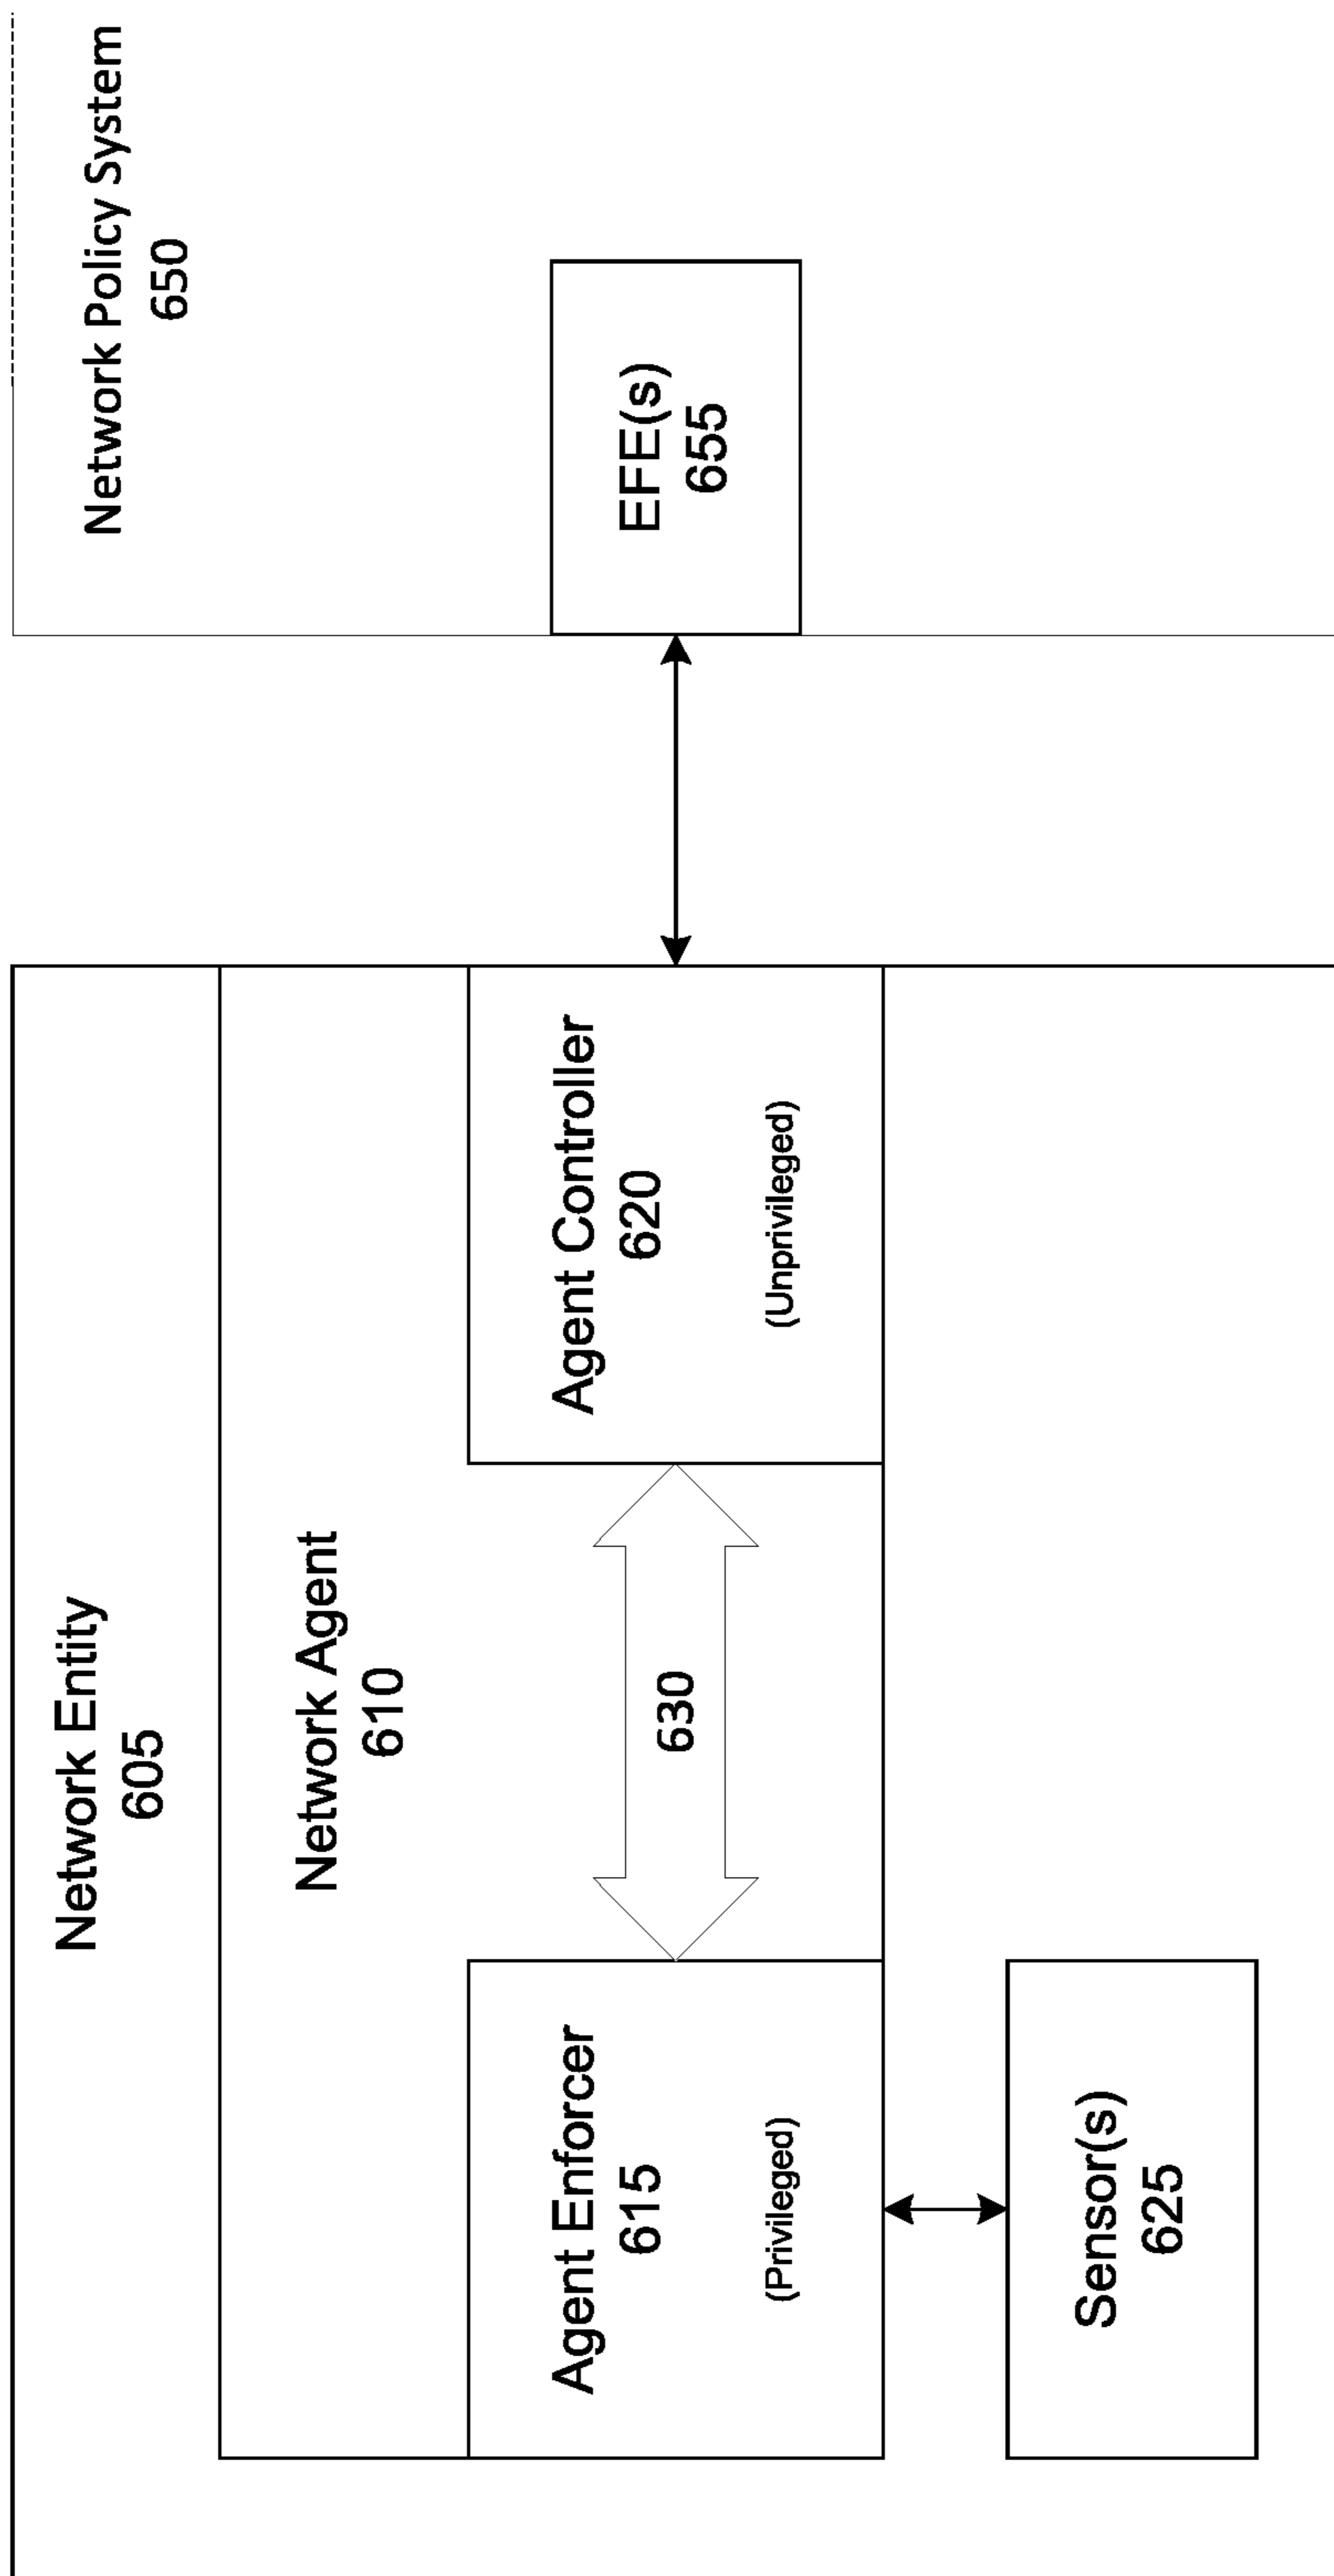 Network Entity
605
Network Agent
610
Agent Enforcer
615
(Privileged)
630
Agent Controller
620
(Unprivileged)
Sensor(s)
625
Network Policy System
650
EFE(s)
655